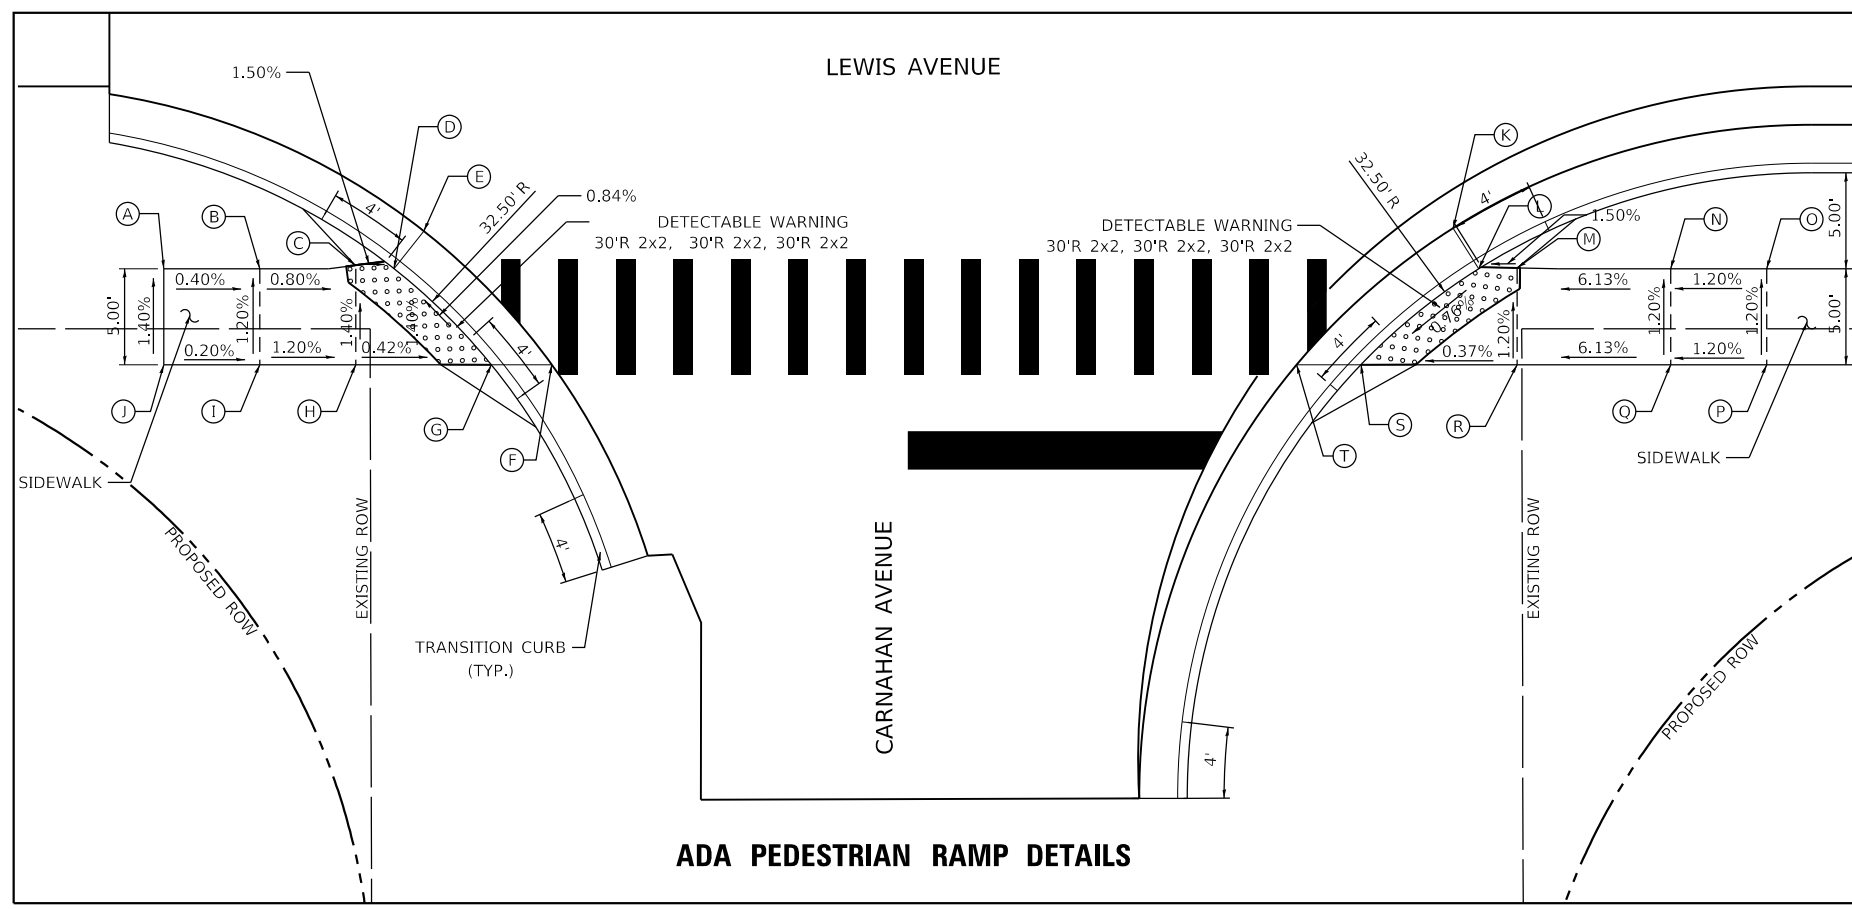 LEWIS AVENUE
1.50%
D
K
E
32.50' R
4'
0.84%
32.50' R
4'
A
B
DETECTABLE WARNING
30'R 2x2, 30'R 2x2, 30'R 2x2
DETECTABLE WARNING
30'R 2x2, 30'R 2x2, 30'R 2x2
L
1.50%
N
O
5.00'
C
M
0.40%
0.80%
6.13%
1.20%
5.00'
1.40%
1.20%
1.40%
1.40%
0.76%
1.20%
1.20%
1.20%
5.00'
0.20%
1.20%
0.42%
4'
4'
0.37%
6.13%
1.20%
J
I
H
G
F
T
S
R
Q
P
SIDEWALK
SIDEWALK
PROPOSED ROW
EXISTING ROW
4'
TRANSITION CURB
(TYP.)
CARNAHAN AVENUE
4'
EXISTING ROW
PROPOSED ROW
ADA PEDESTRIAN RAMP DETAILS